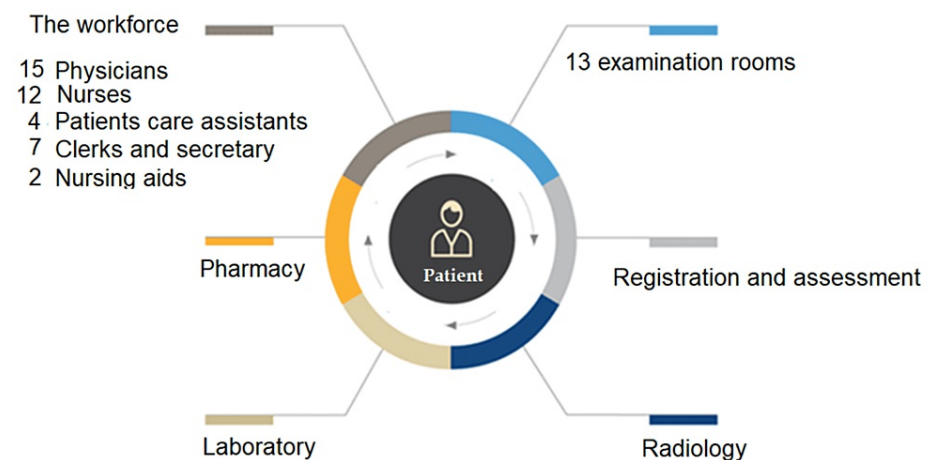 The workforce
15 Physicians
12 Nurses
4 Patients care assistants
7 Clerks and secretary
2 Nursing aids
13 examination rooms
Patient
Pharmacy
Registration and assessment
Laboratory
Radiology